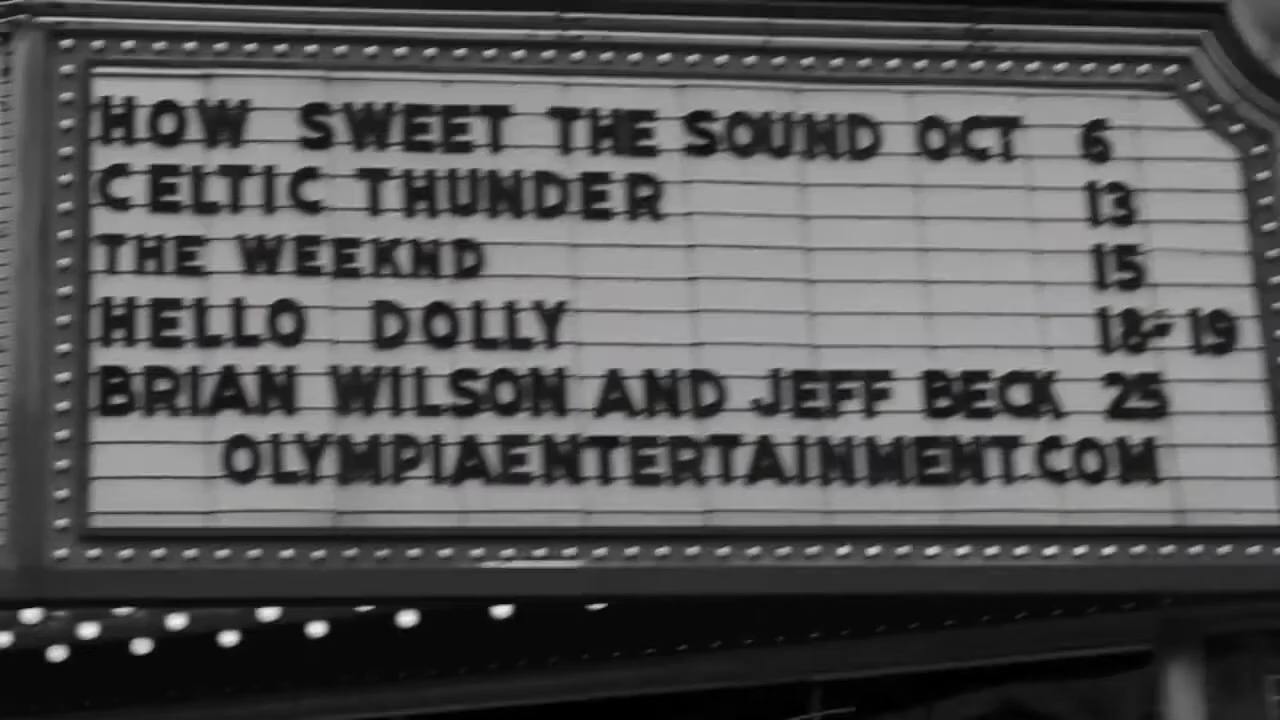 HOW SWEET THE SOUND OCT 6
CELTIC THUNDER 13
THE WEEKND 15
HELLO DOLLY 18-19
BRIAN WILSON AND JEFF BECK 25
OLYMPIAENTERTAINMENT.COM